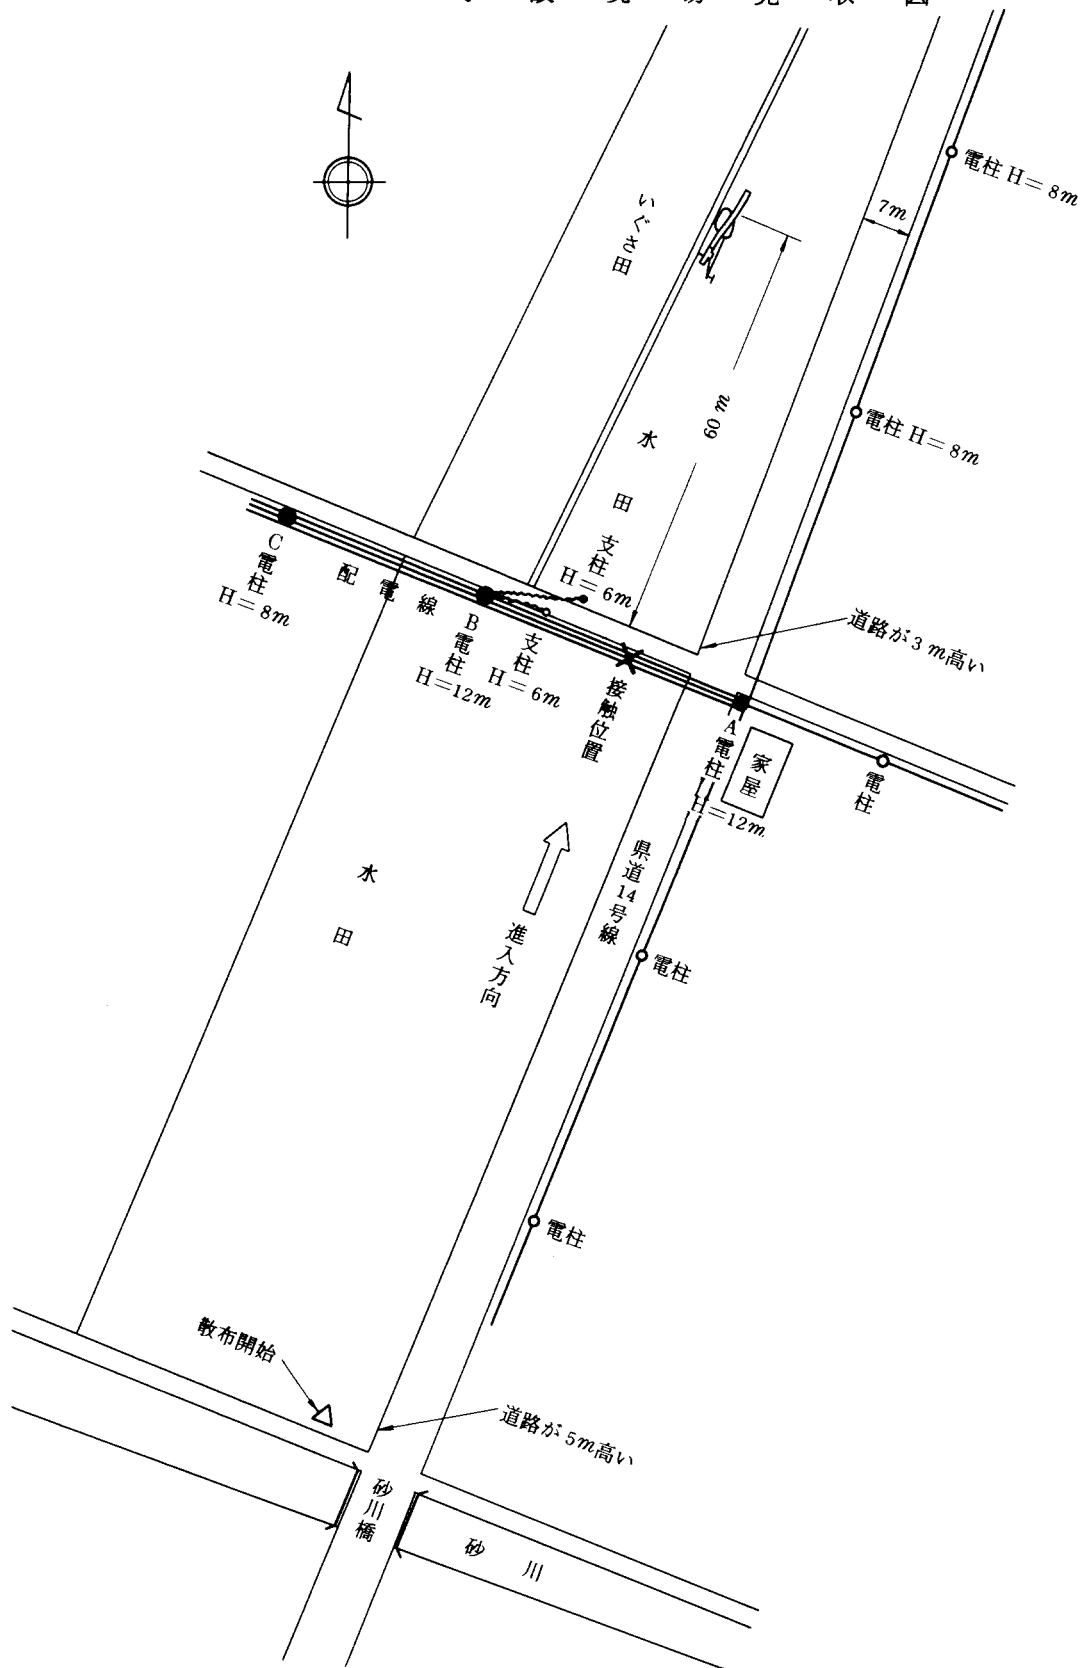 電柱 H=8m
7m
いぐさ田
60 m
電柱 H=8m
水田
支柱
H=6m
C
電柱
H=8m
配電線
B
電柱
H=12m
支柱
H=6m
接触位置
道路が3m高い
A
電柱
H=12m
家屋
電柱
県道14号線
水田
進入方向
電柱
電柱
散布開始
道路が5m高い
砂川橋
砂川